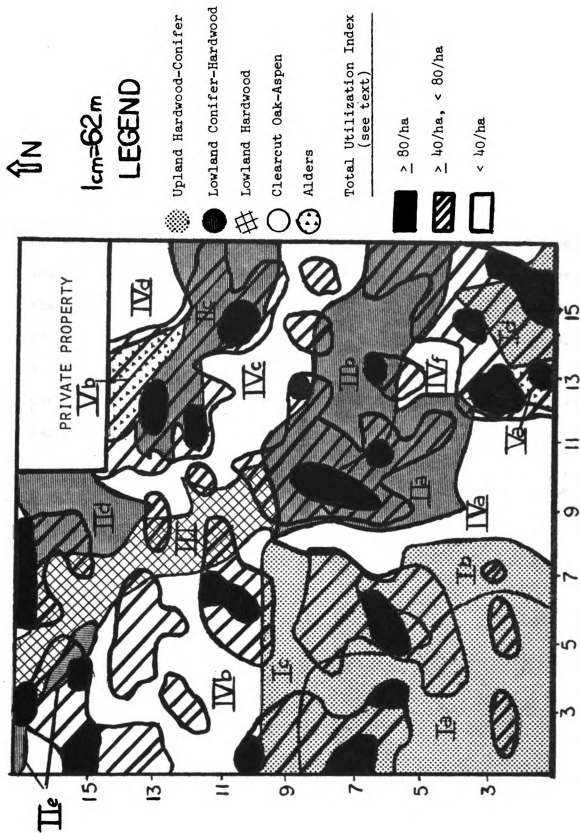 N
1cm=62m
LEGEND
Upland Hardwood-Conifer
Lowland Conifer-Hardwood
Lowland Hardwood
Clearcut Oak-Aspen
Alders
Total Utilization Index
(see text)
≥ 80/ha
≥ 40/ha, < 80/ha
< 40/ha
PRIVATE PROPERTY
Vb
IVd
IIc
IId
III
IVc
IIe
IVb
IIb
IVf
IIa
Va
IVa
Ic
Ib
Ia
15
13
11
9
7
5
3
3
5
7
9
11
13
15